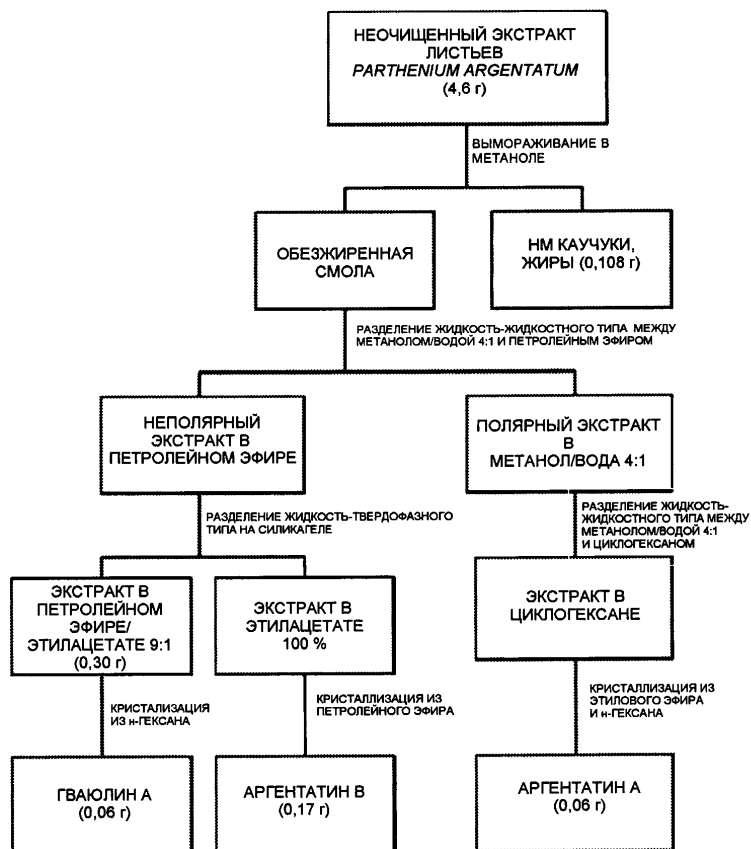 НЕОЧИЩЕННЫЙ ЭКСТРАКТ
ЛИСТЬЕВ
PARTHENIUM ARGENTATUM
(4,6 г)
ВЫМОРАЖИВАНИЕ В
МЕТАНОЛЕ
ОБЕЗЖИРЕННАЯ
СМОЛА
НМ КАУЧУКИ,
ЖИРЫ (0,108 г)
РАЗДЕЛЕНИЕ ЖИДКОСТЬ-ЖИДКОСТНОГО ТИПА МЕЖДУ
МЕТАНОЛОМ/ВОДОЙ 4:1 И ПЕТРОЛЕЙНЫМ ЭФИРОМ
НЕПОЛЯРНЫЙ
ЭКСТРАКТ В
ПЕТРОЛЕЙНОМ ЭФИРЕ
ПОЛЯРНЫЙ ЭКСТРАКТ
В
МЕТАНОЛ/ВОДА 4:1
РАЗДЕЛЕНИЕ ЖИДКОСТЬ-ТВЕРДОФАЗНОГО
ТИПА НА СИЛИКАГЕЛЕ
РАЗДЕЛЕНИЕ ЖИДКОСТЬ-
ЖИДКОСТНОГО ТИПА МЕЖДУ
МЕТАНОЛОМ/ВОДОЙ 4:1
И ЦИКЛОГЕКСАНОМ
ЭКСТРАКТ В
ПЕТРОЛЕЙНОМ
ЭФИРЕ/
ЭТИЛАЦЕТАТЕ 9:1
(0,30 г)
ЭКСТРАКТ В
ЭТИЛАЦЕТАТЕ
100 %
ЭКСТРАКТ В
ЦИКЛОГЕКСАНЕ
КРИСТАЛИЗАЦИЯ
ИЗ н-ГЕКСАНА
КРИСТАЛЛИЗАЦИЯ ИЗ
ПЕТРОЛЕЙНОГО ЭФИРА
КРИСТАЛЛИЗАЦИЯ ИЗ
ЭТИЛОВОГО ЭФИРА
И н-ГЕКСАНА
ГВАЮЛИН А
(0,06 г)
АРГЕНТАТИН В
(0,17 г)
АРГЕНТАТИН А
(0,06 г)